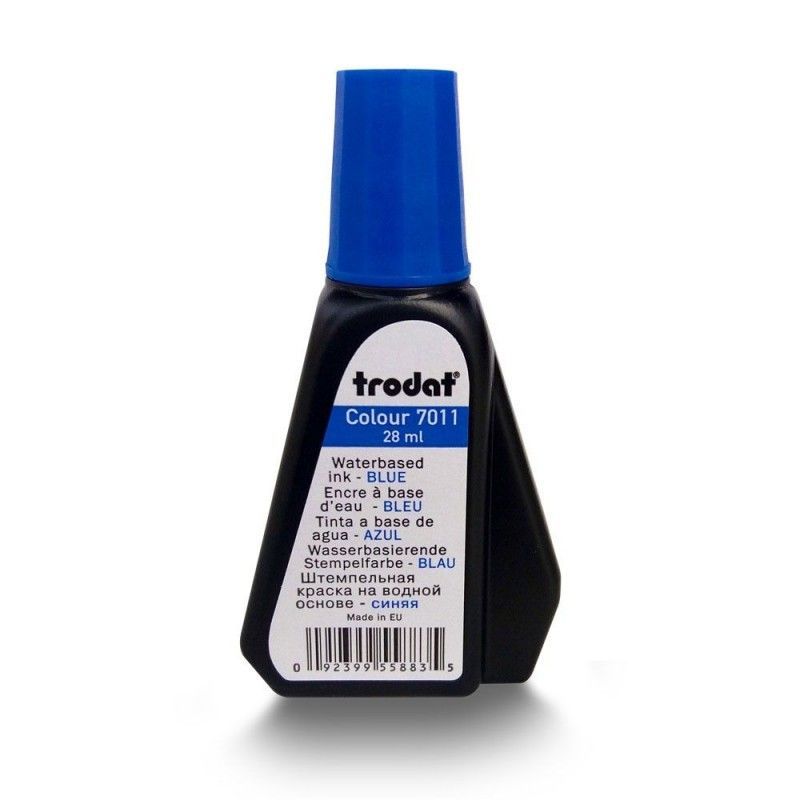 trodat®
Colour 7011
28 ml
Waterbased
ink - BLUE
Encre à base
d'eau - BLEU
Tinta a base de
agua - AZUL
Wasserbasierende
Stempelfarbe - BLAU
Штемпельная
краска на водной
основе - синяя
Made in EU
0 92399 55883 5